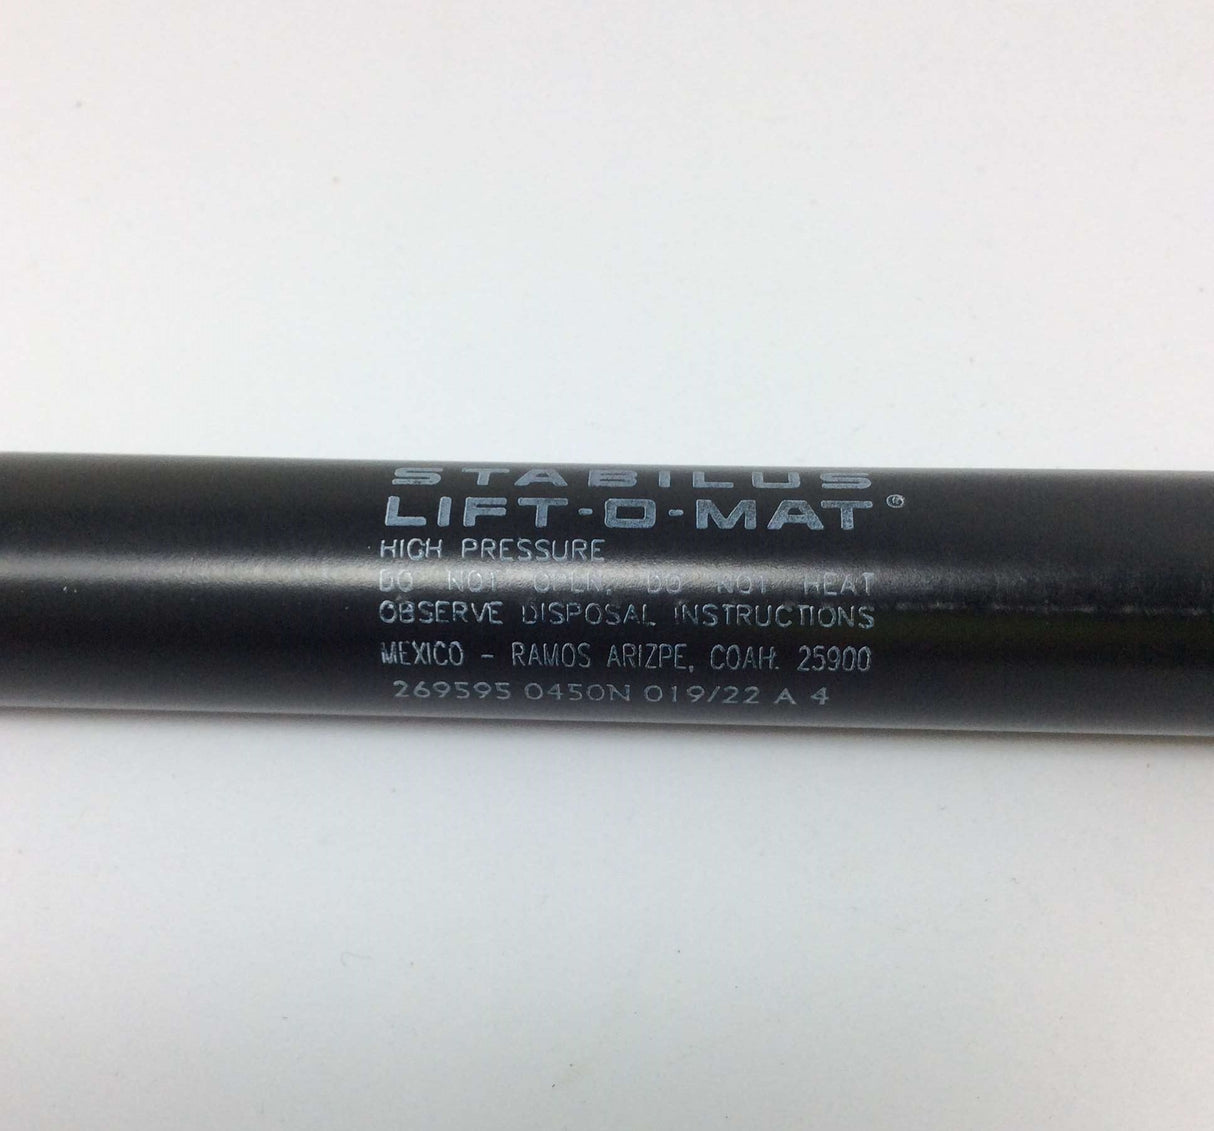 STABILUS
LIFT-O-MAT®
HIGH PRESSURE
DO NOT OPEN, DO NOT HEAT
OBSERVE DISPOSAL INSTRUCTIONS
MEXICO - RAMOS ARIZPE, COAH. 25900
269595 0450N 019/22 A 4